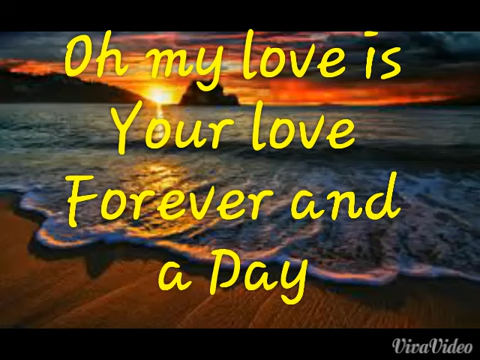 Oh my love is
Your love
Forever and
a Day
VivaVideo